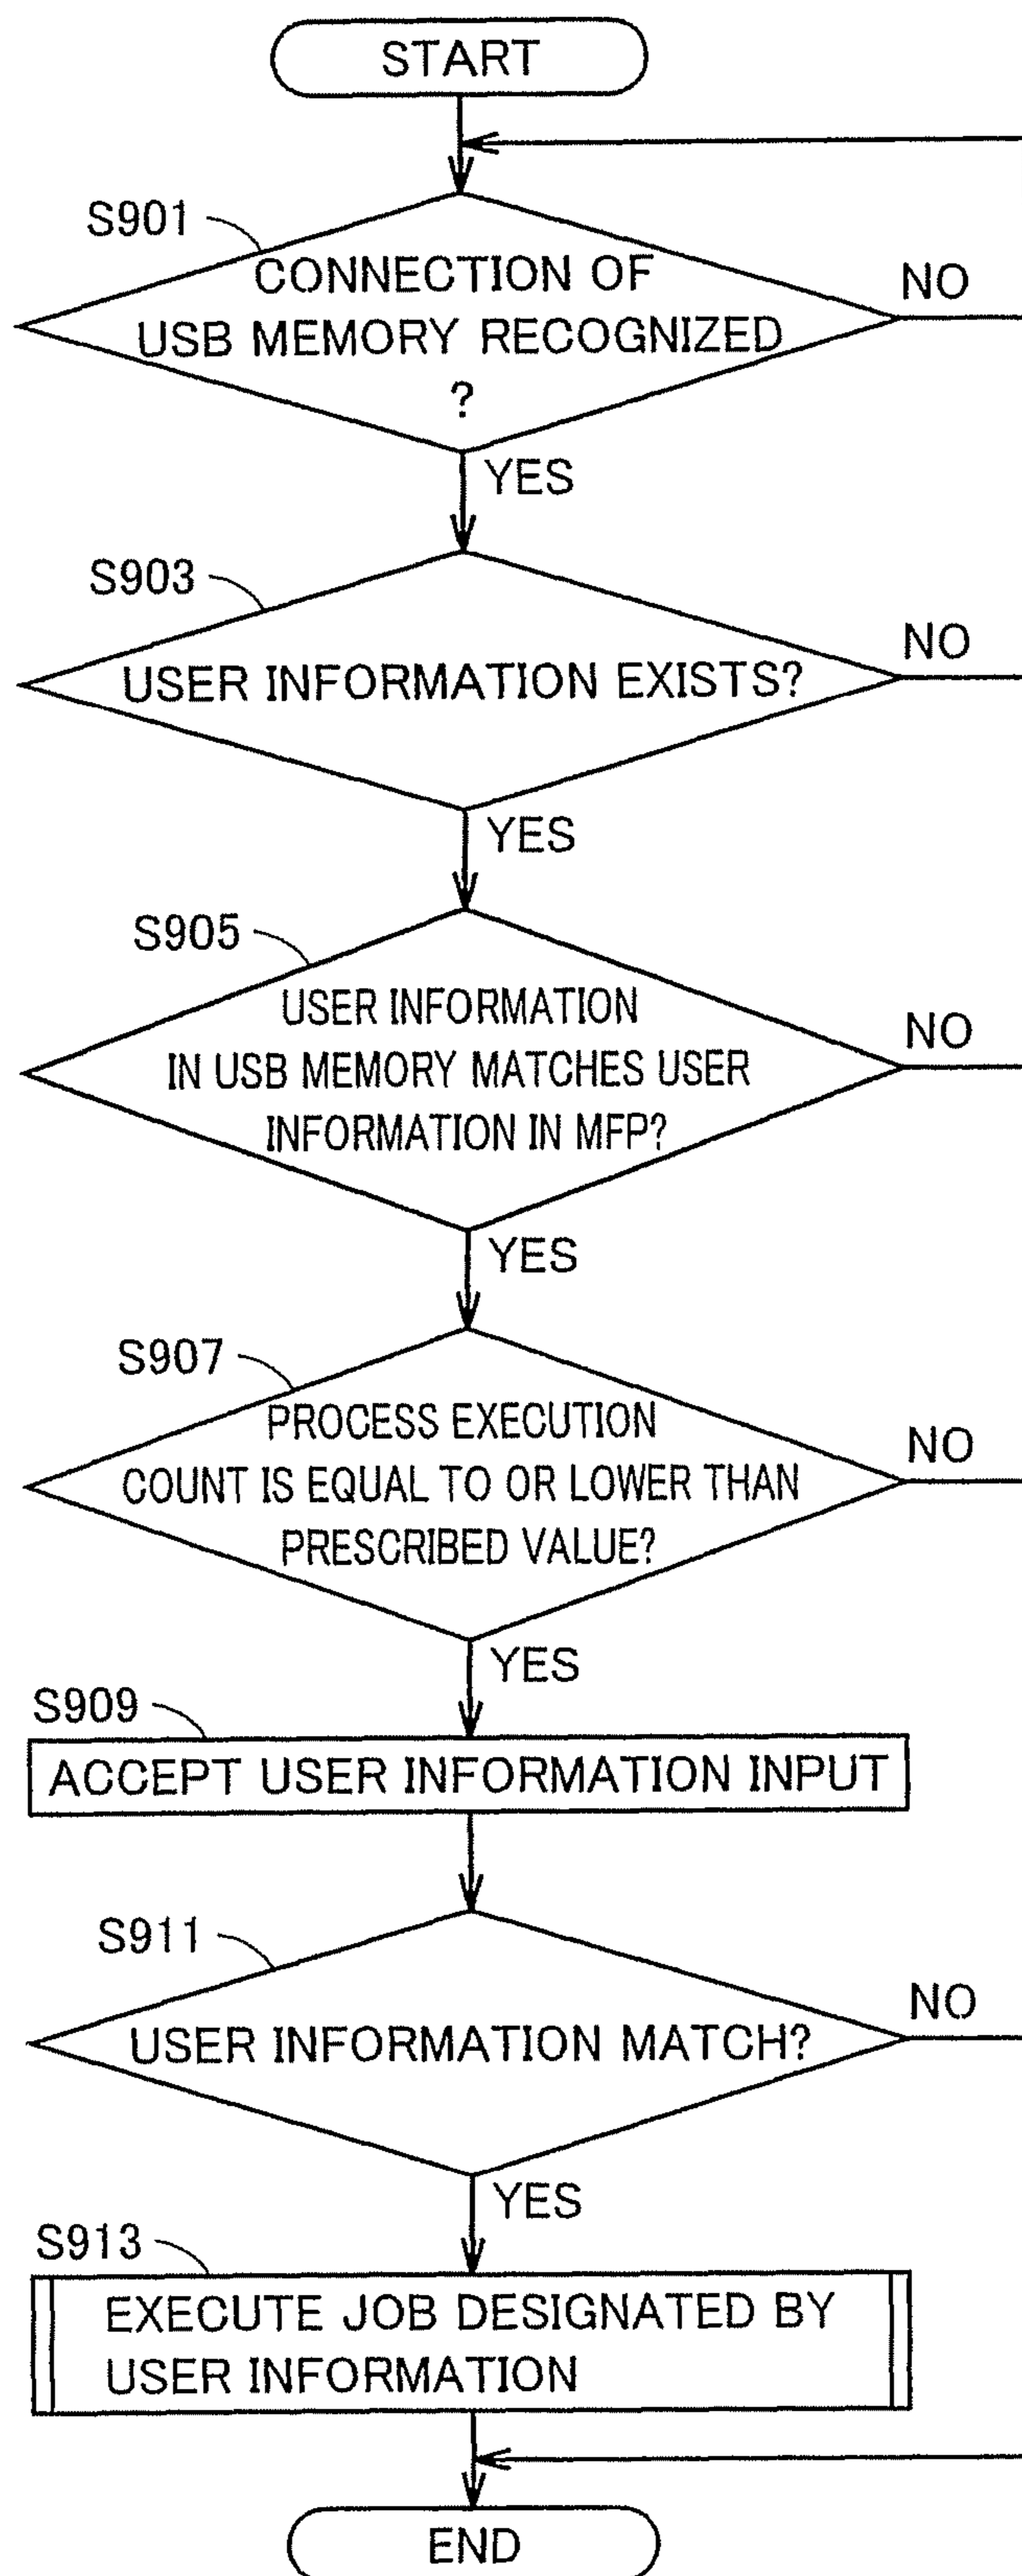 START
S901
CONNECTION OF
USB MEMORY RECOGNIZED
?
NO
YES
S903
USER INFORMATION EXISTS?
NO
YES
S905
USER INFORMATION
IN USB MEMORY MATCHES USER
INFORMATION IN MFP?
NO
YES
S907
PROCESS EXECUTION
COUNT IS EQUAL TO OR LOWER THAN
PRESCRIBED VALUE?
NO
YES
S909
ACCEPT USER INFORMATION INPUT
S911
USER INFORMATION MATCH?
NO
YES
S913
EXECUTE JOB DESIGNATED BY
USER INFORMATION
END